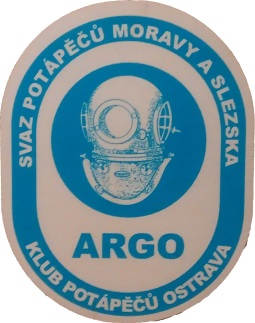 SVAZ POTÁPĚČŮ MORAVY A SLEZSKA
ARGO
KLUB POTÁPĚČŮ OSTRAVA